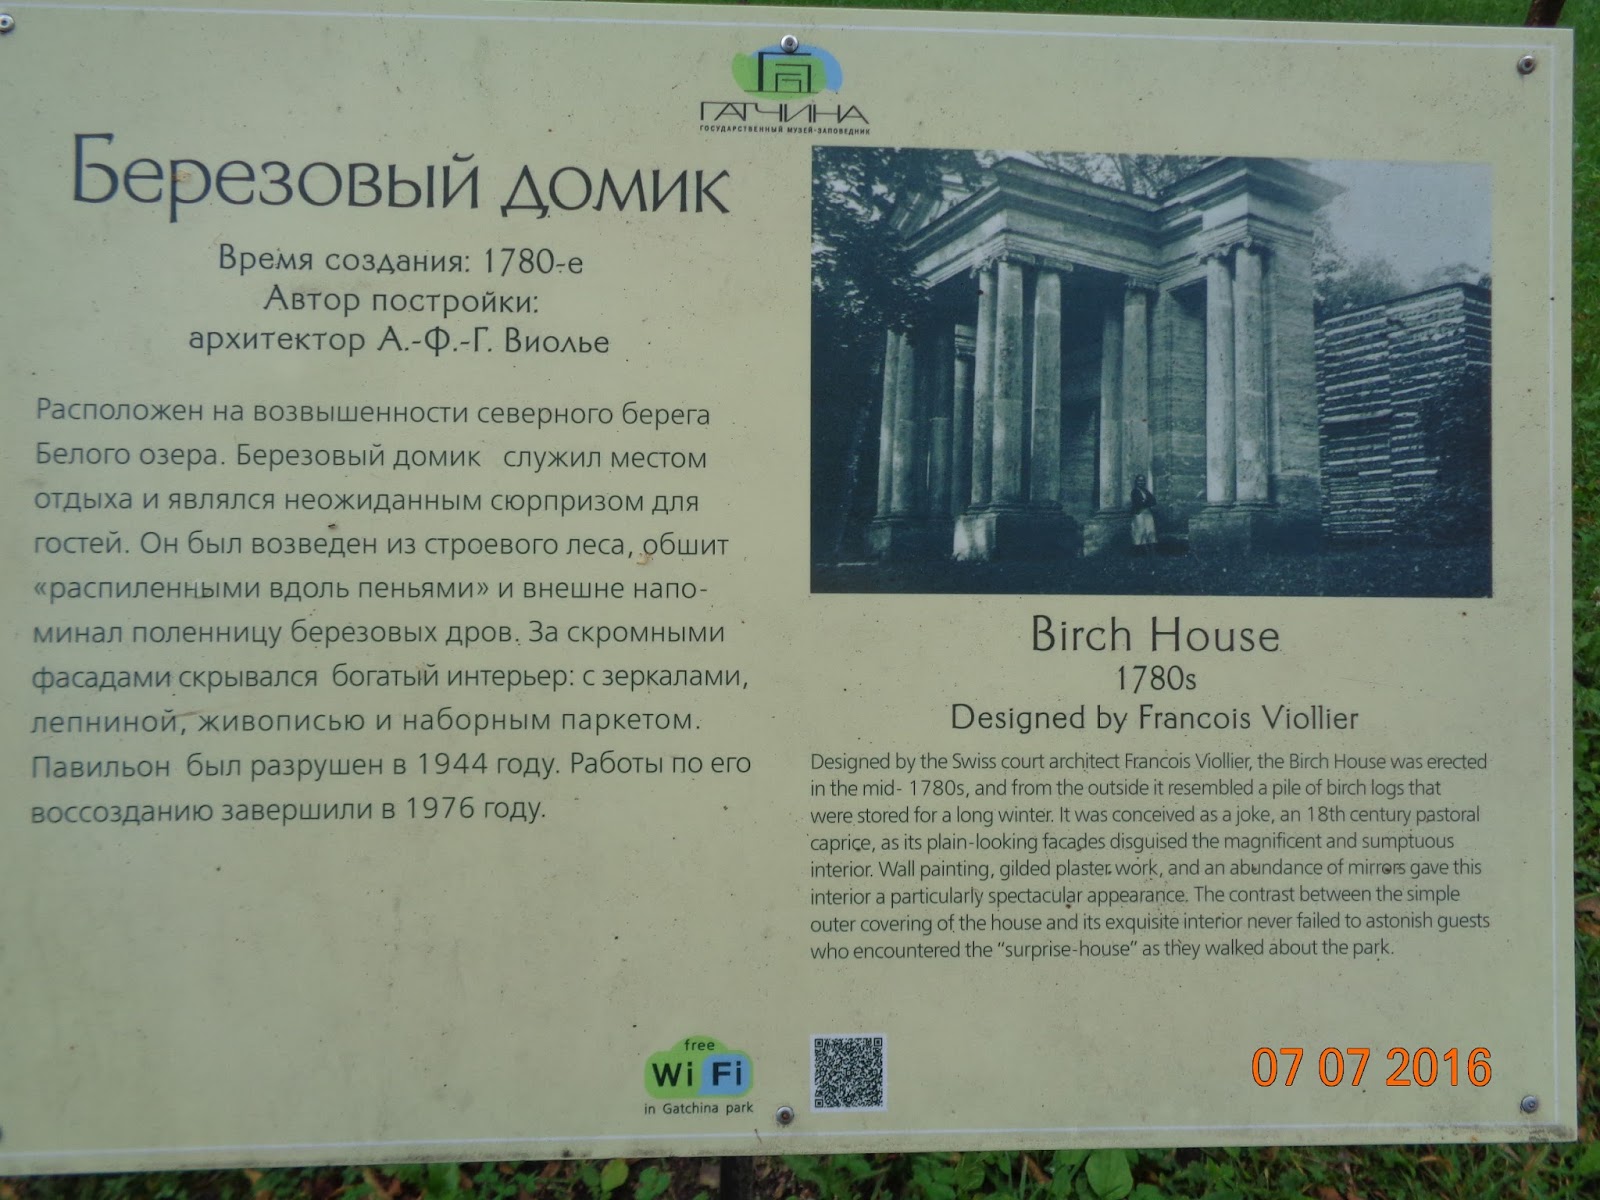 ГАТЧИНА
ГОСУДАРСТВЕННЫЙ МУЗЕЙ-ЗАПОВЕДНИК
Березовый домик
Время создания: 1780-е
Автор постройки:
архитектор А.-Ф.-Г. Виолье
Расположен на возвышенности северного берега
Белого озера. Березовый домик служил местом
отдыха и являлся неожиданным сюрпризом для
гостей. Он был возведен из строевого леса, обшит
«распиленными вдоль пеньями» и внешне напо-
минал поленницу березовых дров. За скромными
фасадами скрывался богатый интерьер: с зеркалами,
лепниной, живописью и наборным паркетом.
Павильон был разрушен в 1944 году. Работы по его
воссозданию завершили в 1976 году.
Birch House
1780s
Designed by Francois Viollier
Designed by the Swiss court architect Francois Viollier, the Birch House was erected
in the mid- 1780s, and from the outside it resembled a pile of birch logs that
were stored for a long winter. It was conceived as a joke, an 18th century pastoral
caprice, as its plain-looking facades disguised the magnificent and sumptuous
interior. Wall painting, gilded plaster work, and an abundance of mirrors gave this
interior a particularly spectacular appearance. The contrast between the simple
outer covering of the house and its exquisite interior never failed to astonish guests
who encountered the "surprise-house" as they walked about the park.
free
Wi Fi
in Gatchina park
07 07 2016